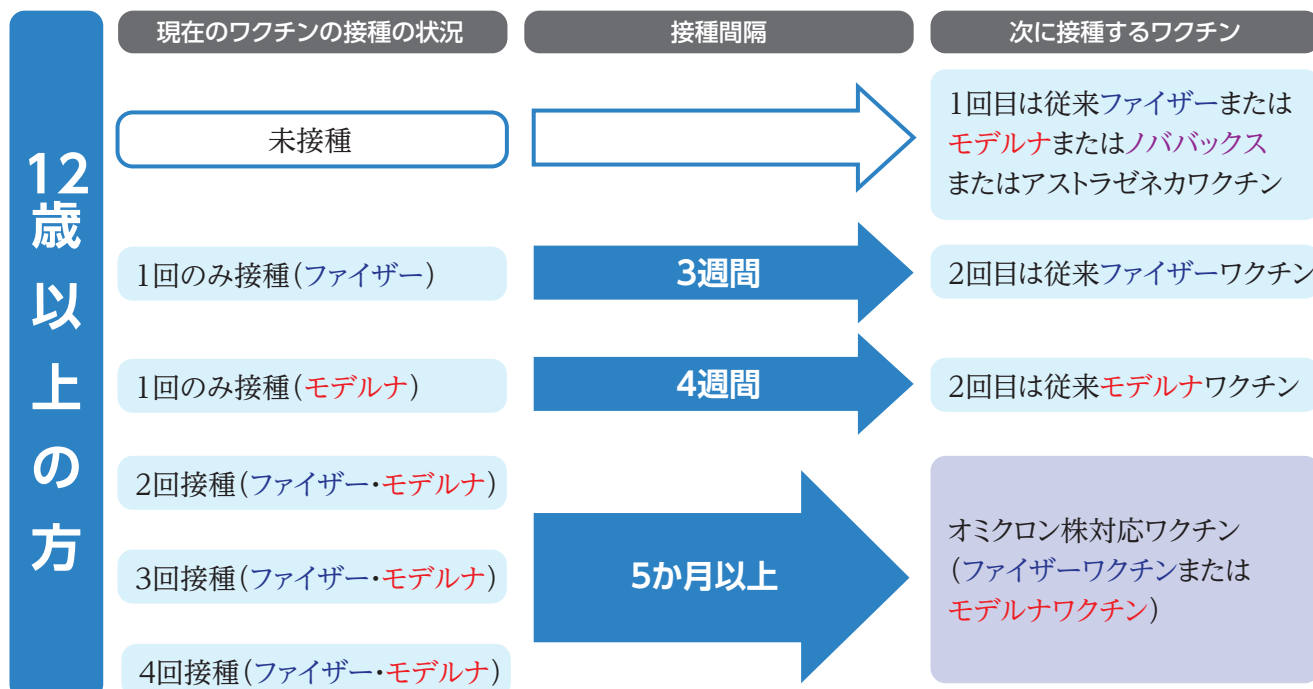 12歳以上の方
現在のワクチンの接種の状況
接種間隔
次に接種するワクチン
未接種
1回目は従来ファイザーまたは
モデルナまたはノババックス
またはアストラゼネカワクチン
1回のみ接種(ファイザー)
3週間
2回目は従来ファイザーワクチン
1回のみ接種(モデルナ)
4週間
2回目は従来モデルナワクチン
2回接種(ファイザー・モデルナ)
3回接種(ファイザー・モデルナ)
4回接種(ファイザー・モデルナ)
5か月以上
オミクロン株対応ワクチン
(ファイザーワクチンまたは
モデルナワクチン)